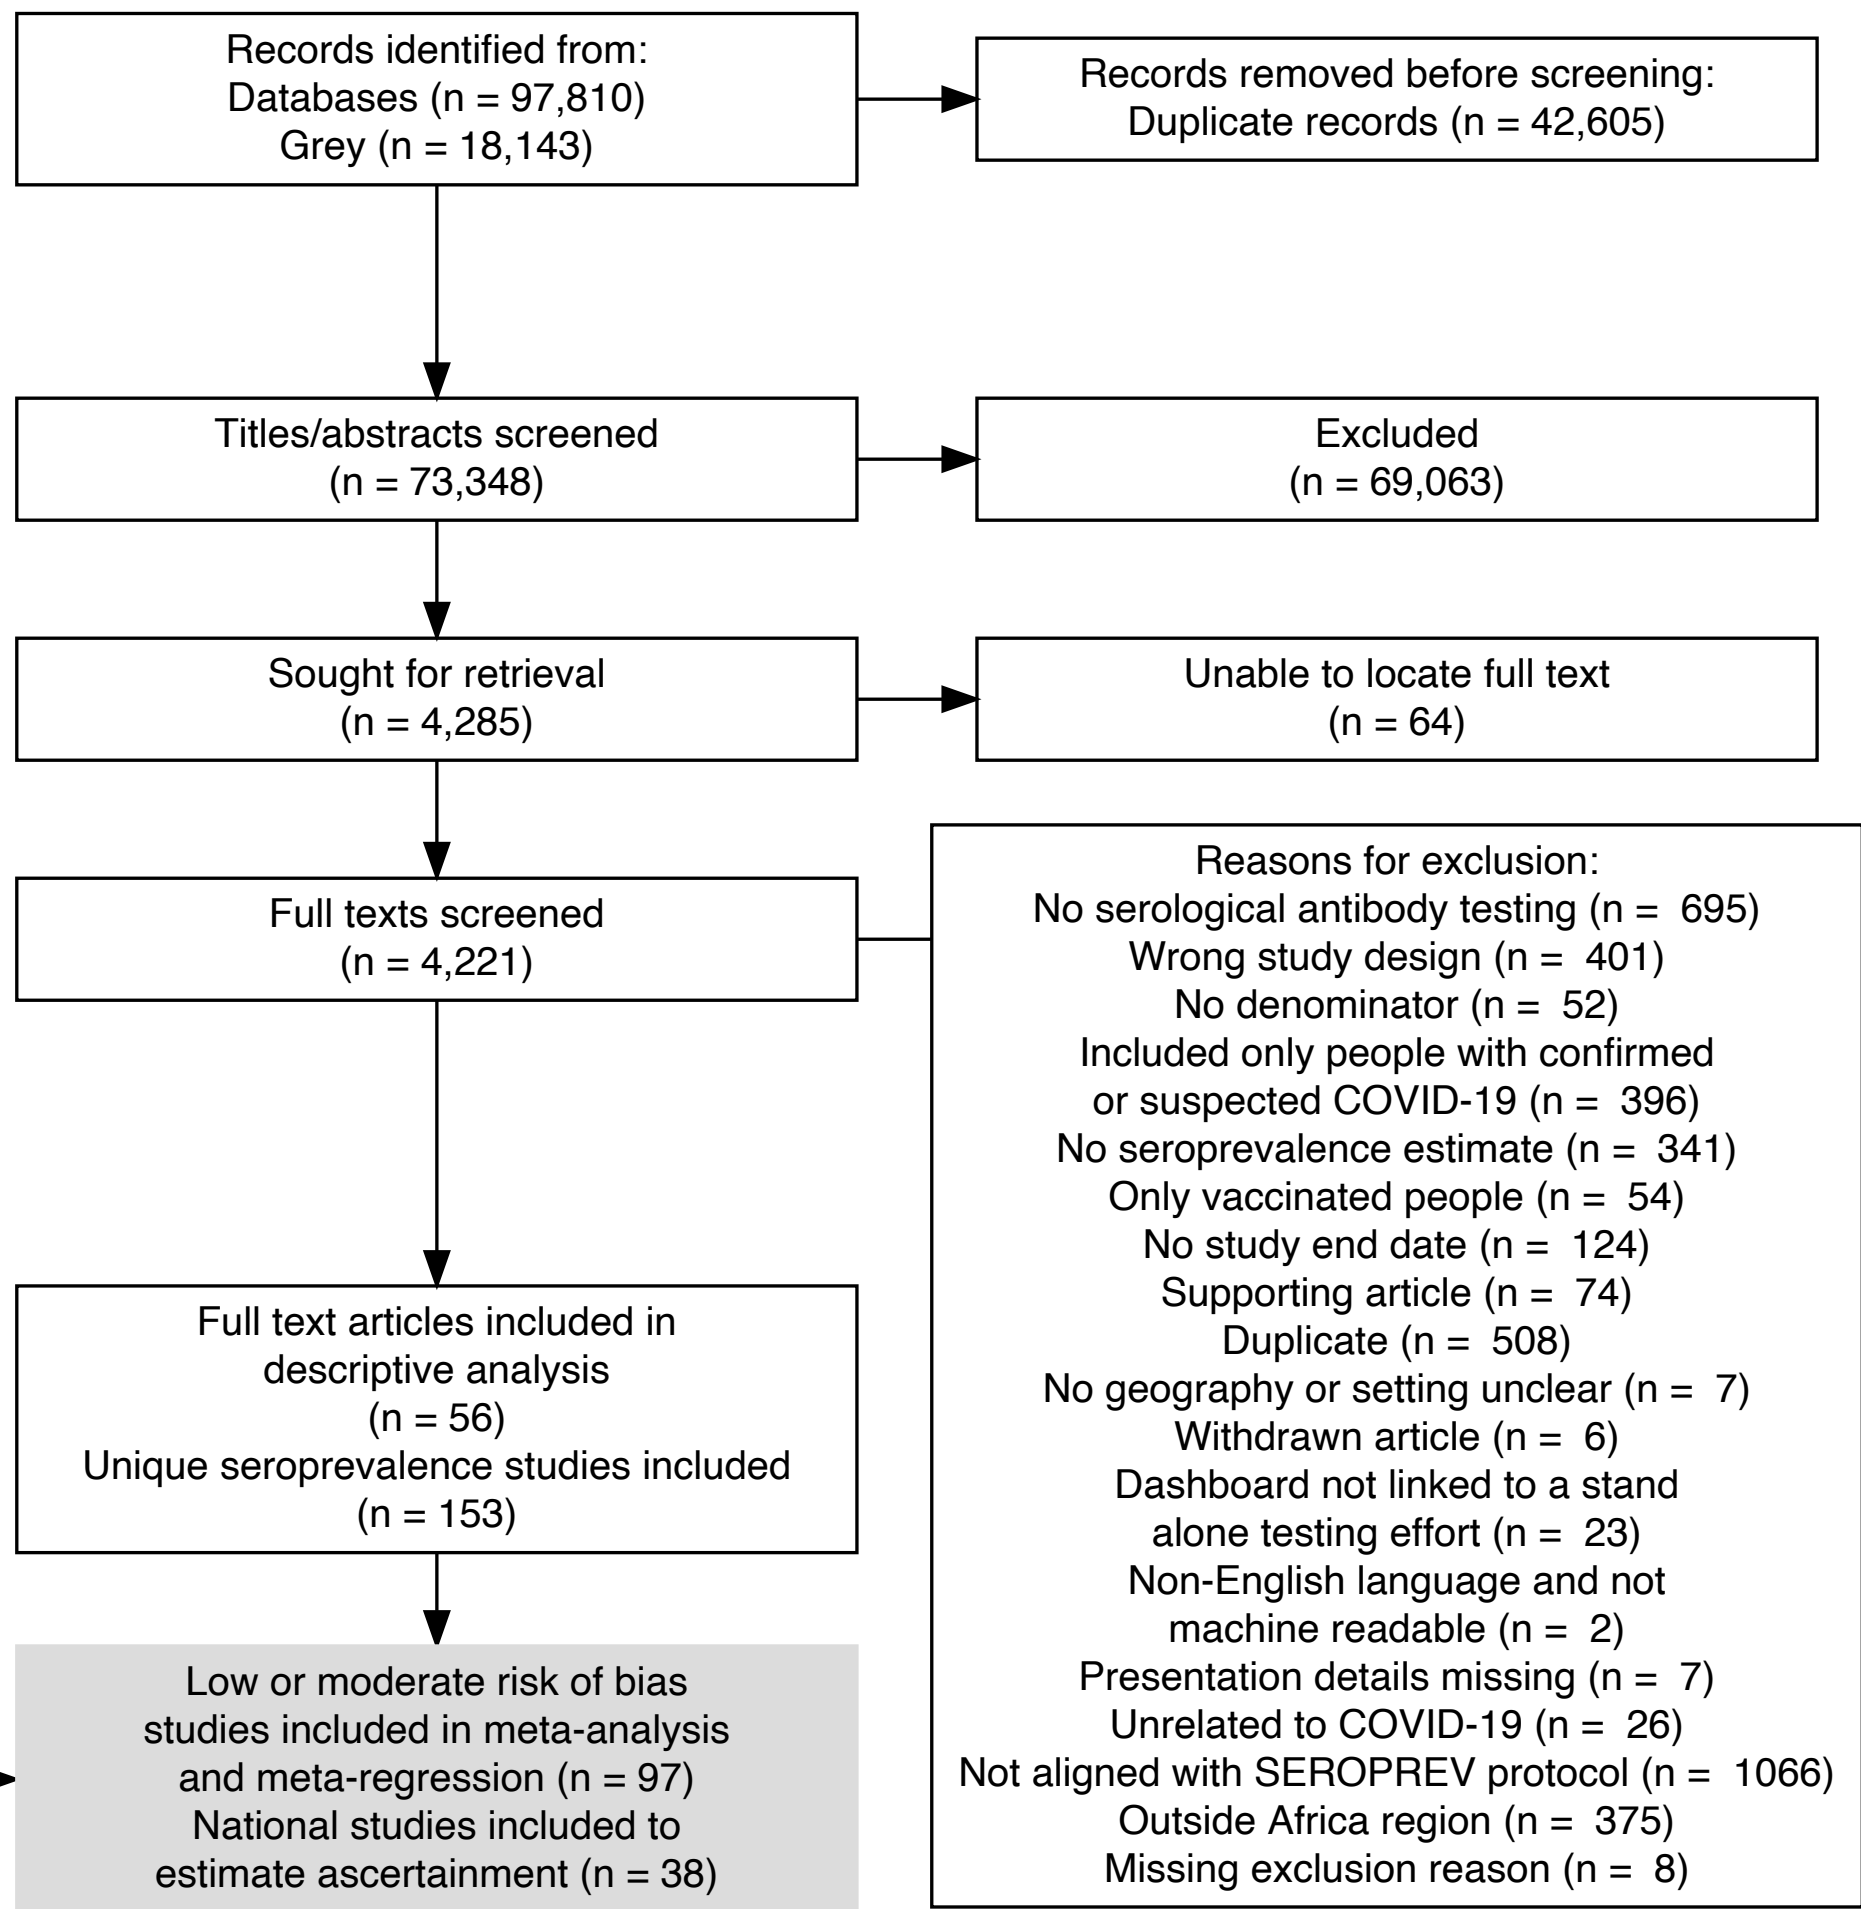 Records identified from:
Databases (n = 97,810)
Grey (n = 18,143)
Records removed before screening:
Duplicate records (n = 42,605)
Titles/abstracts screened
(n = 73,348)
Excluded
(n = 69,063)
Sought for retrieval
(n = 4,285)
Unable to locate full text
(n = 64)
Full texts screened
(n = 4,221)
Reasons for exclusion:
No serological antibody testing (n =  695)
Wrong study design (n =  401)
No denominator (n =  52)
Included only people with confirmed
or suspected COVID-19 (n =  396)
No seroprevalence estimate (n =  341)
Only vaccinated people (n =  54)
No study end date (n =  124)
Supporting article (n =  74)
Duplicate (n =  508)
No geography or setting unclear (n =  7)
Withdrawn article (n =  6)
Dashboard not linked to a stand
alone testing effort (n =  23)
Non-English language and not
machine readable (n =  2)
Presentation details missing (n =  7)
Unrelated to COVID-19 (n =  26)
Not aligned with SEROPREV protocol (n =  1066)
Outside Africa region (n =  375)
Missing exclusion reason (n =  8)
Full text articles included in
descriptive analysis
(n = 56)
Unique seroprevalence studies included
(n = 153)
Low or moderate risk of bias
studies included in meta-analysis
and meta-regression (n = 97)
National studies included to
estimate ascertainment (n = 38)